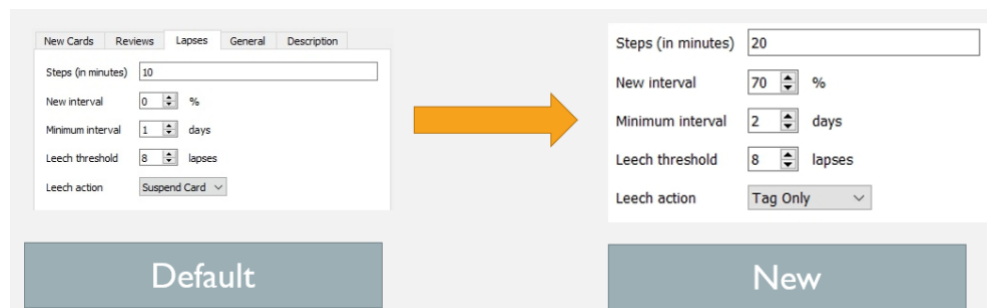 New Cards Reviews Lapses General Description
Steps (in minutes) 10
New interval 0 %
Minimum interval 1 days
Leech threshold 8 lapses
Leech action Suspend Card
Default
Steps (in minutes) 20
New interval 70 %
Minimum interval 2 days
Leech threshold 8 lapses
Leech action Tag Only
New